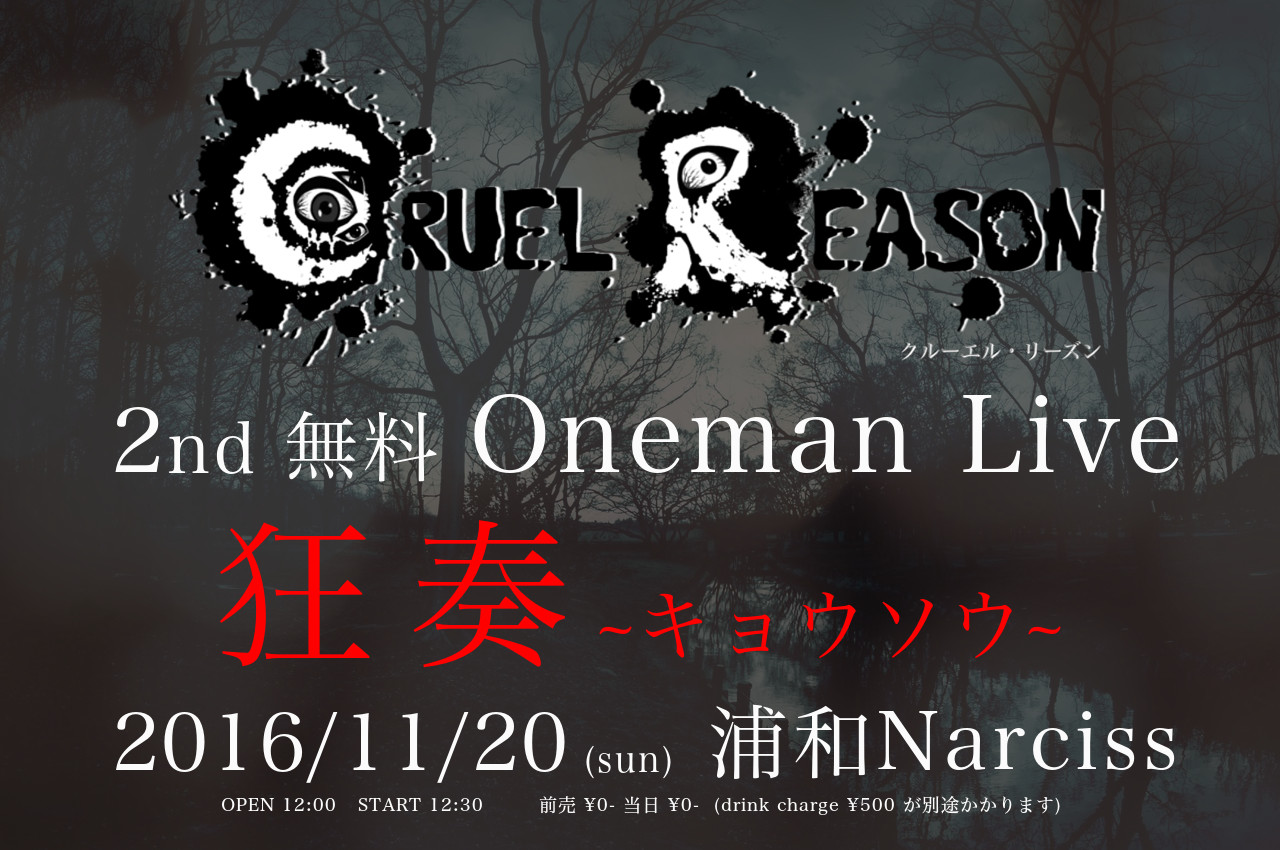 CRUEL REASON
クルーエル・リーズン
2nd 無料 Oneman Live
狂奏 ~キョウソウ~
2016/11/20 (sun) 浦和Narciss
OPEN 12:00 START 12:30 前売 ¥0- 当日 ¥0- (drink charge ¥500 が別途かかります)